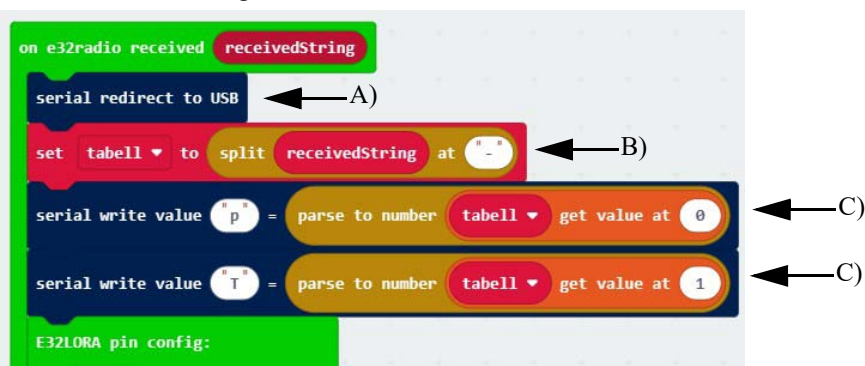 on e32radio received receivedString
serial redirect to USB A)
set tabell ▾ to split receivedString at "-" B)
serial write value "p" = parse to number tabell ▾ get value at 0 C)
serial write value "T" = parse to number tabell ▾ get value at 1 C)
E32LORA pin config: